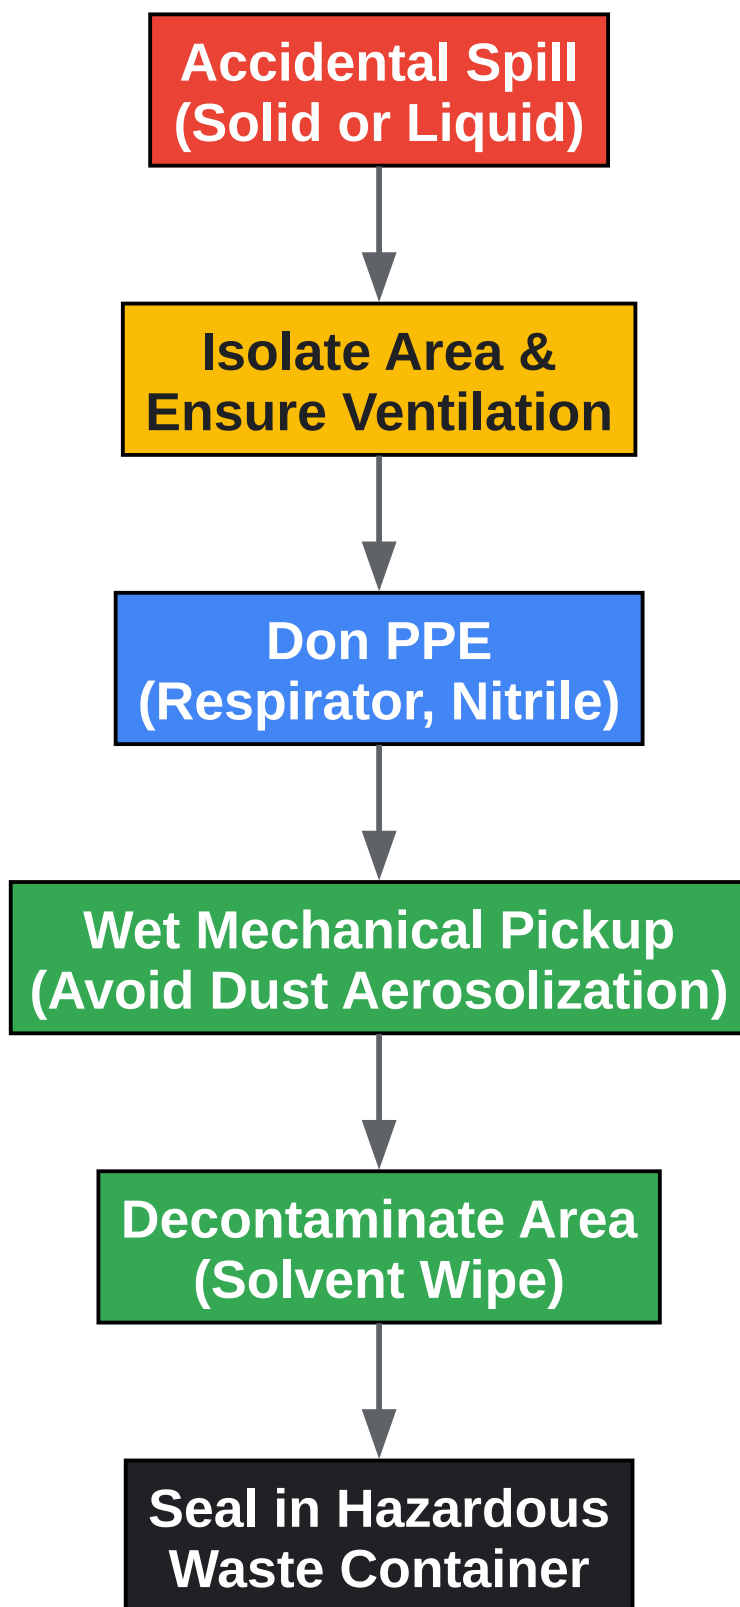 Accidental Spill
(Solid or Liquid)
Isolate Area &
Ensure Ventilation
Don PPE
(Respirator, Nitrile)
Wet Mechanical Pickup
(Avoid Dust Aerosolization)
Decontaminate Area
(Solvent Wipe)
Seal in Hazardous
Waste Container